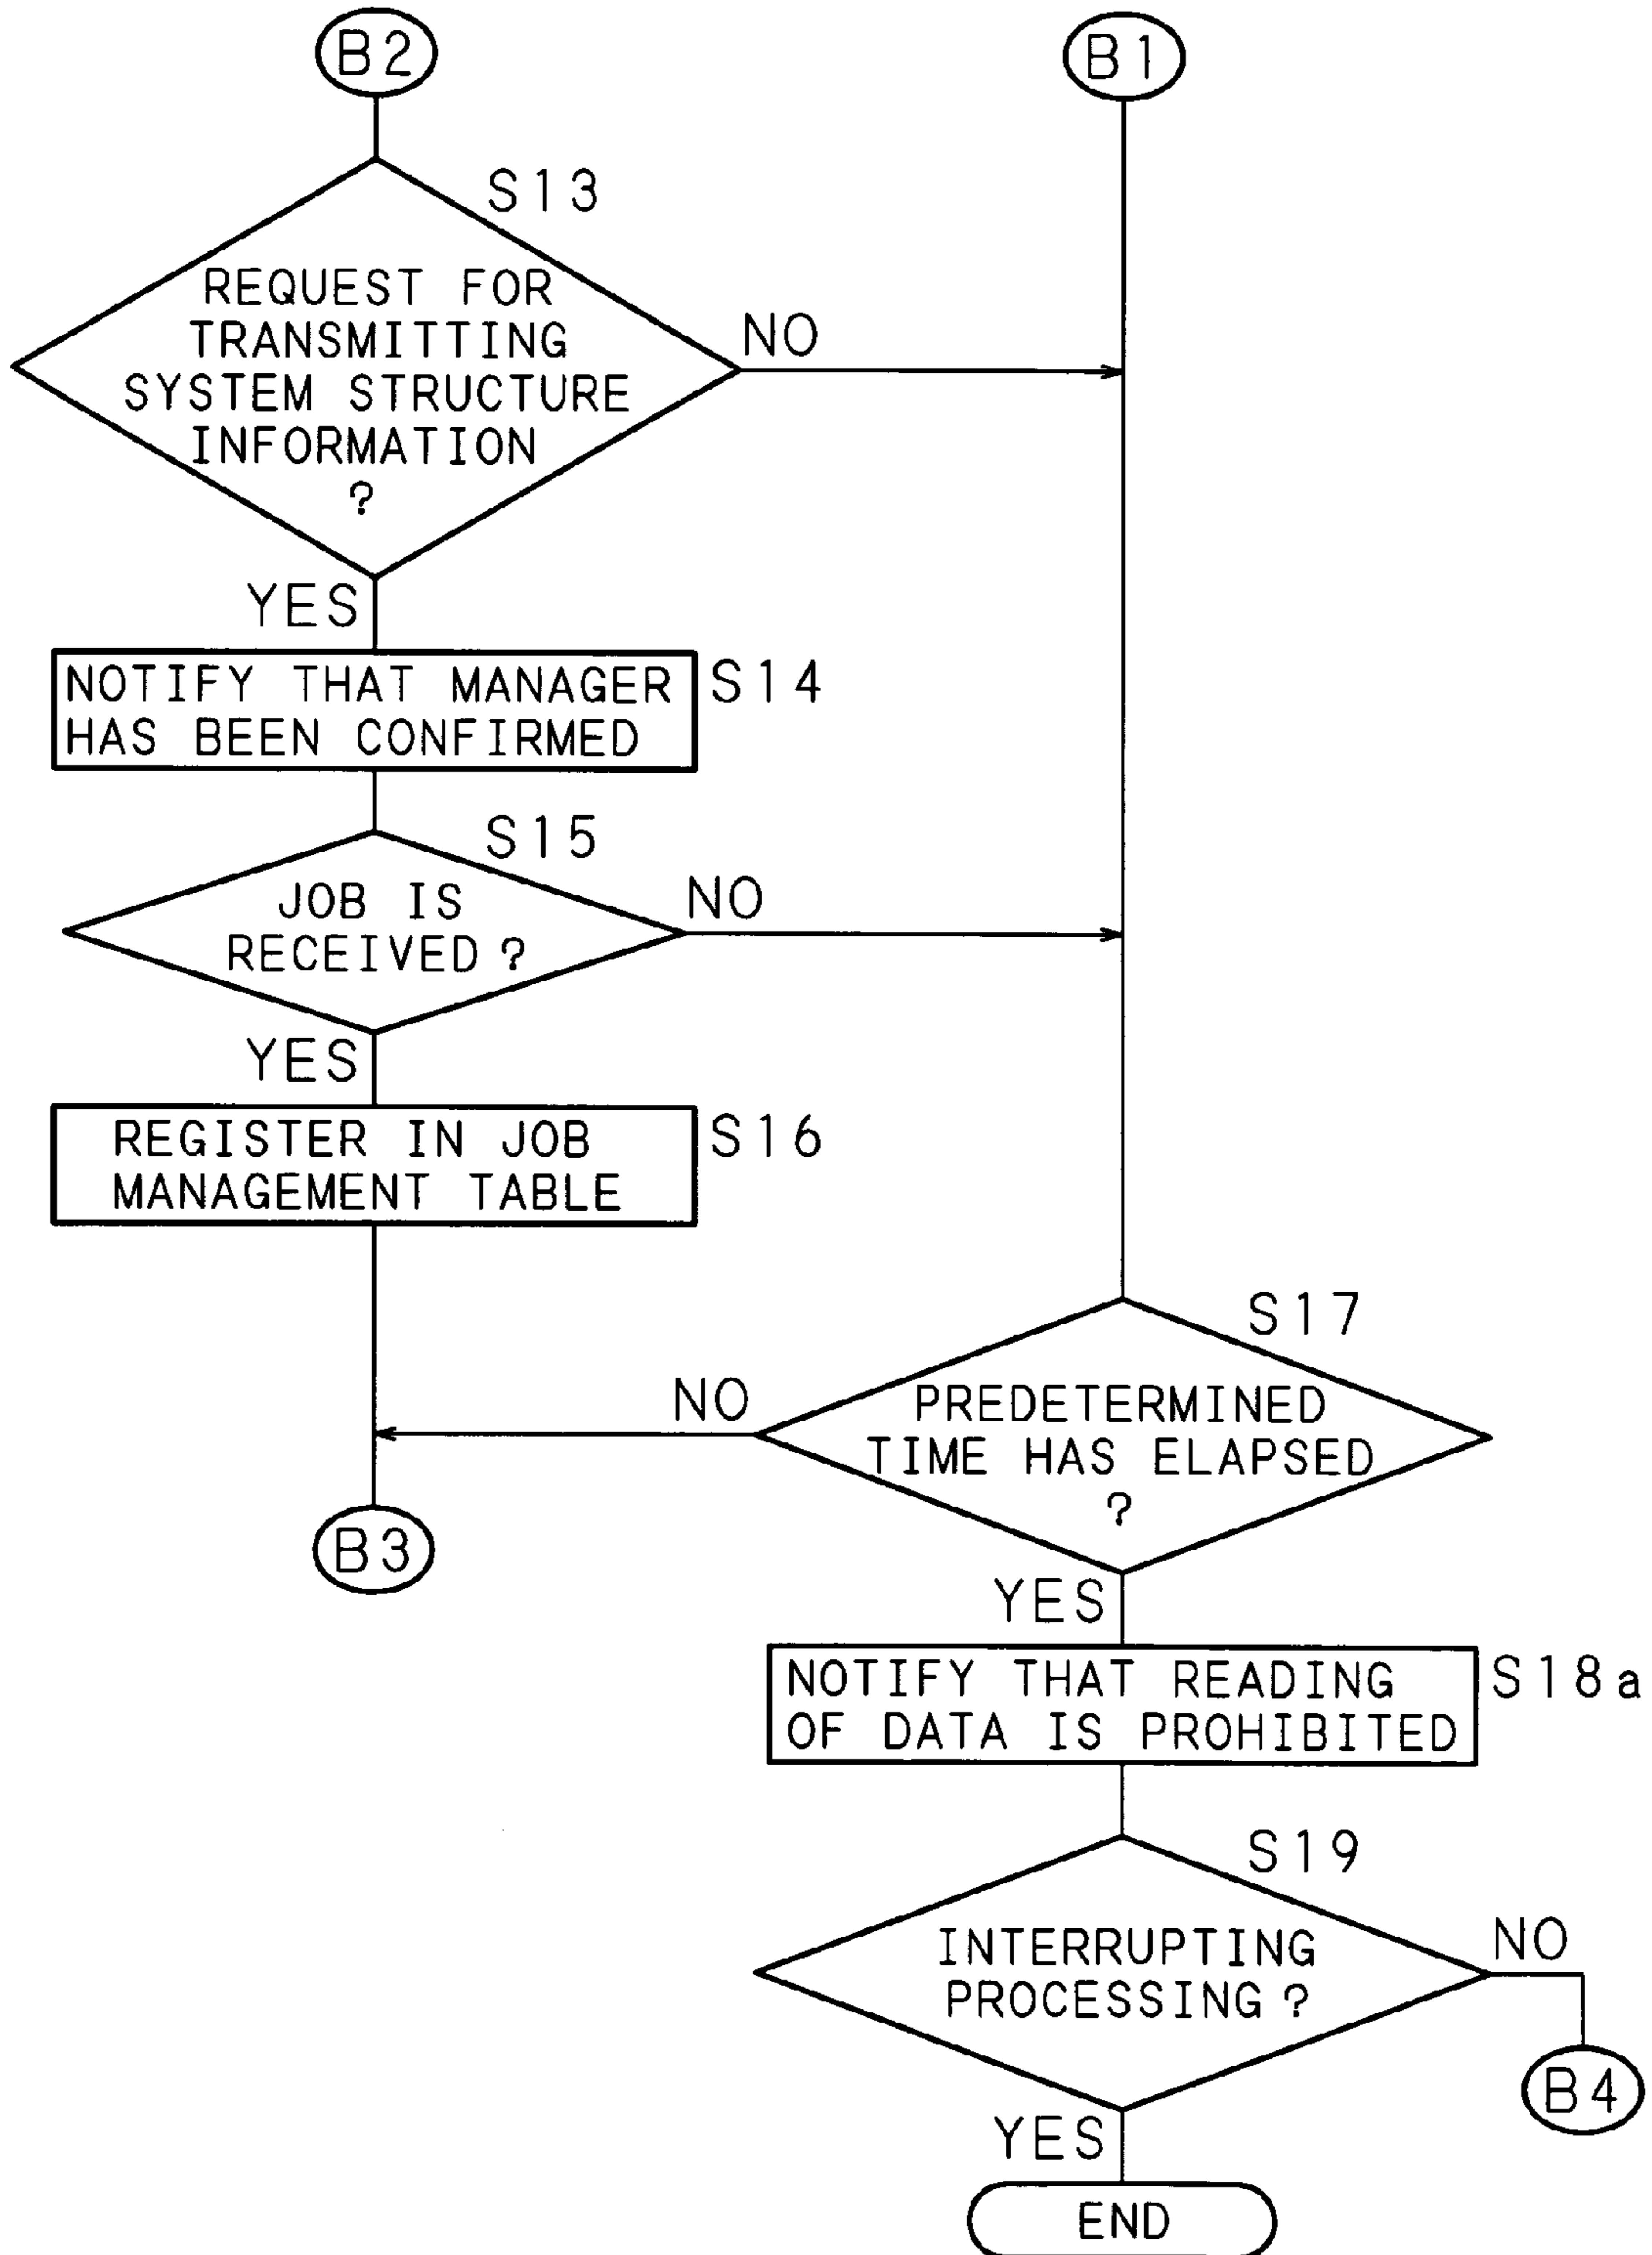 B2
B1
S13
REQUEST FOR
TRANSMITTING
SYSTEM STRUCTURE
INFORMATION
?
NO
YES
NOTIFY THAT MANAGER
HAS BEEN CONFIRMED
S14
S15
JOB IS
RECEIVED ?
NO
YES
REGISTER IN JOB
MANAGEMENT TABLE
S16
S17
PREDETERMINED
TIME HAS ELAPSED
?
NO
B3
YES
NOTIFY THAT READING
OF DATA IS PROHIBITED
S18a
S19
INTERRUPTING
PROCESSING ?
NO
B4
YES
END